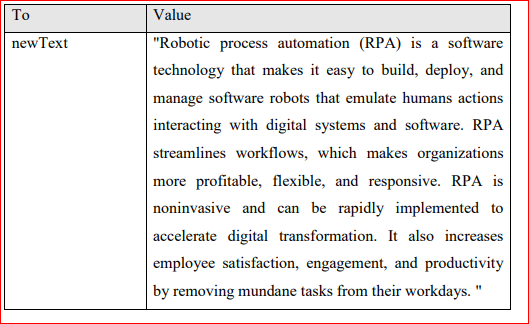 To Value
newText "Robotic process automation (RPA) is a software
technology that makes it easy to build, deploy, and
manage software robots that emulate humans actions
interacting with digital systems and software. RPA
streamlines workflows, which makes organizations
more profitable, flexible, and responsive. RPA is
noninvasive and can be rapidly implemented to
accelerate digital transformation. It also increases
employee satisfaction, engagement, and productivity
by removing mundane tasks from their workdays. "